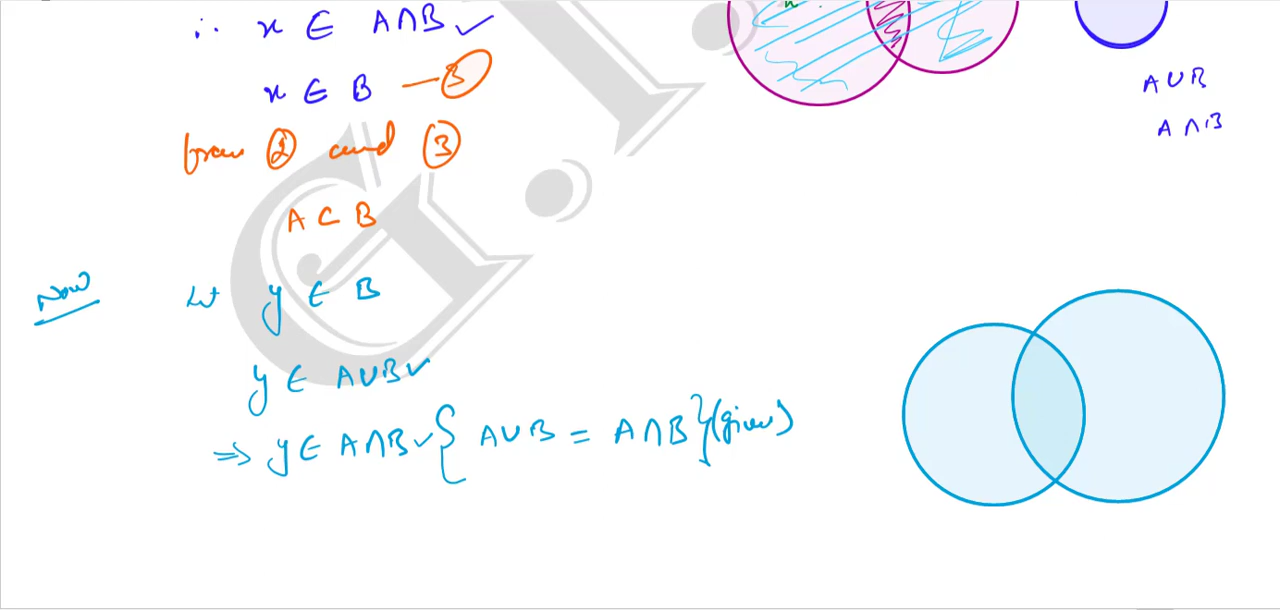 ∴ x ∈ A∩B ✓
x ∈ B — ③
from ② and ③
A ⊂ B
Now Let y ∈ B
y ∈ A∪B ✓
⇒ y ∈ A∩B ✓ { A∪B = A∩B } (given)
A∪B
A∩B